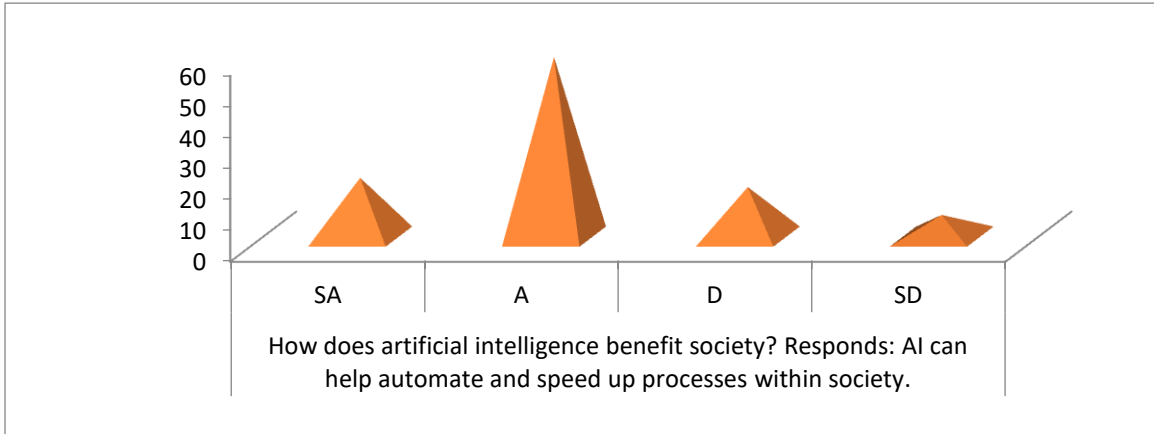 60
50
40
30
20
10
0
SA A D SD
How does artificial intelligence benefit society? Responds: AI can
help automate and speed up processes within society.